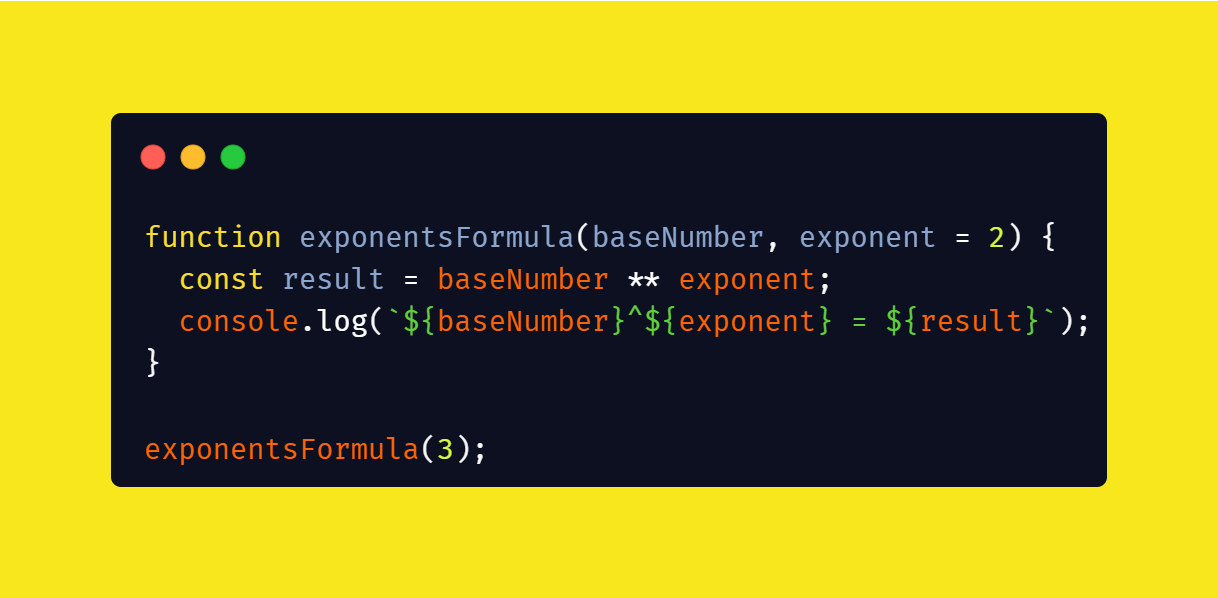 function exponentsFormula(baseNumber, exponent = 2) {
  const result = baseNumber ** exponent;
  console.log(`${baseNumber}^${exponent} = ${result}`);
}
exponentsFormula(3);